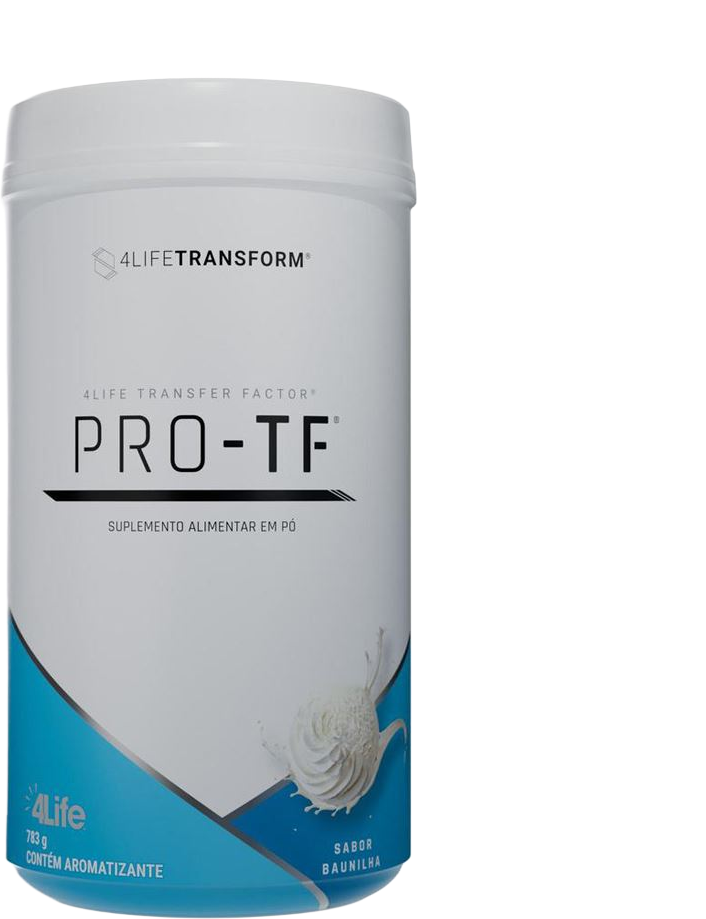 4LIFETRANSFORM®
4LIFE TRANSFER FACTOR®
PRO-TF®
SUPLEMENTO ALIMENTAR EM PÓ
4Life
783 g
CONTÉM AROMATIZANTE
SABOR
BAUNILHA